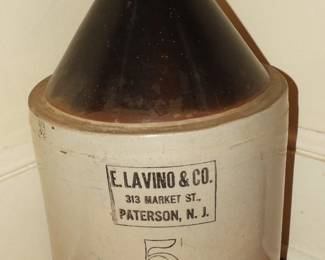 E. LAVINO & CO.
313 MARKET ST.,
PATERSON, N. J.
5